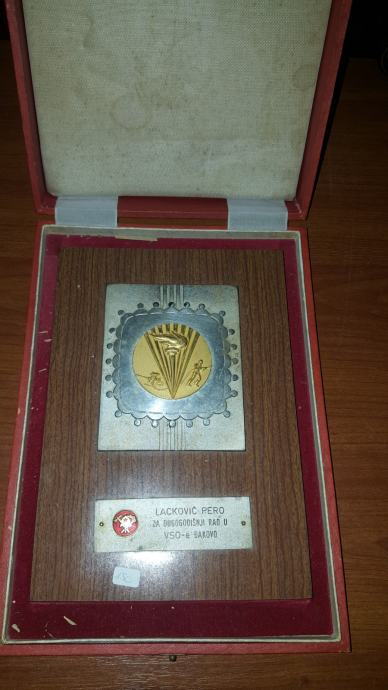 LACKOVIĆ PERO
ZA DUGOGODIŠNJI RAD U
VSO-e ĐAKOVO